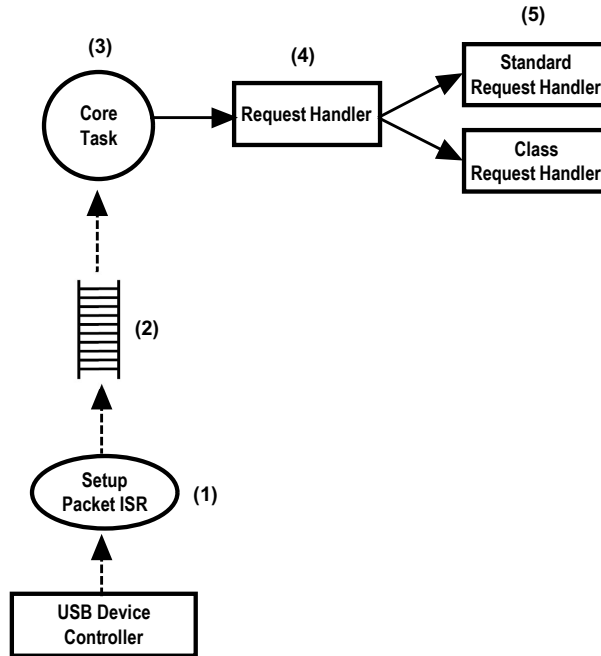 (5)
(3)
(4)
Standard
Request Handler
Core
Task
Request Handler
Class
Request Handler
(2)
Setup
Packet ISR
(1)
USB Device
Controller